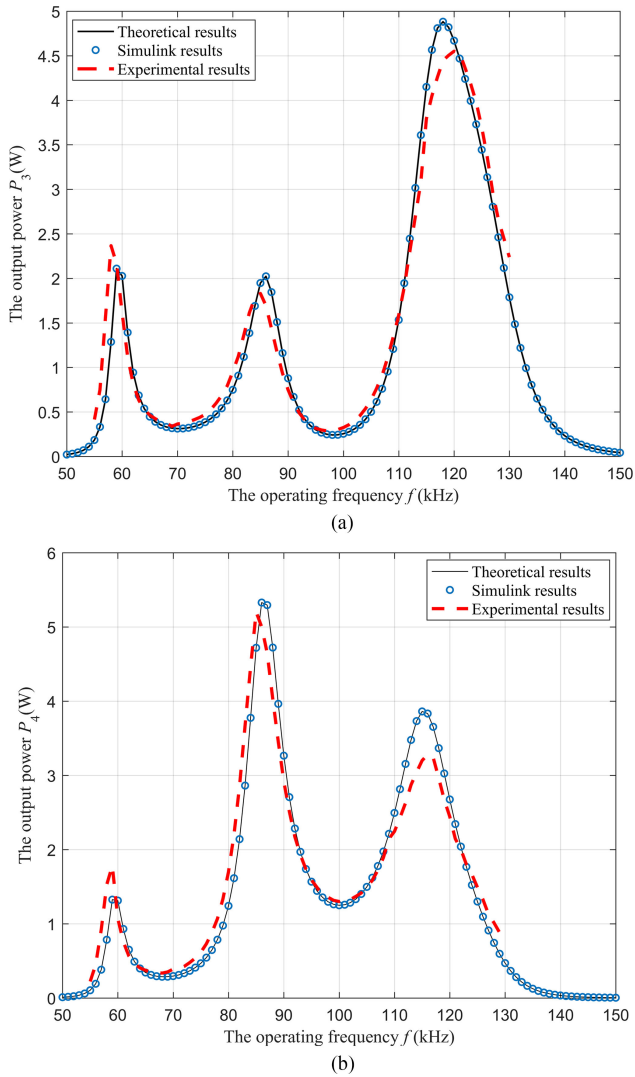 Theoretical results
Simulink results
Experimental results
The output power P3(W)
5
4.5
4
3.5
3
2.5
2
1.5
1
0.5
0
50 60 70 80 90 100 110 120 130 140 150
The operating frequency f (kHz)
(a)
Theoretical results
Simulink results
Experimental results
The output power P4(W)
6
5
4
3
2
1
0
50 60 70 80 90 100 110 120 130 140 150
The operating frequency f (kHz)
(b)